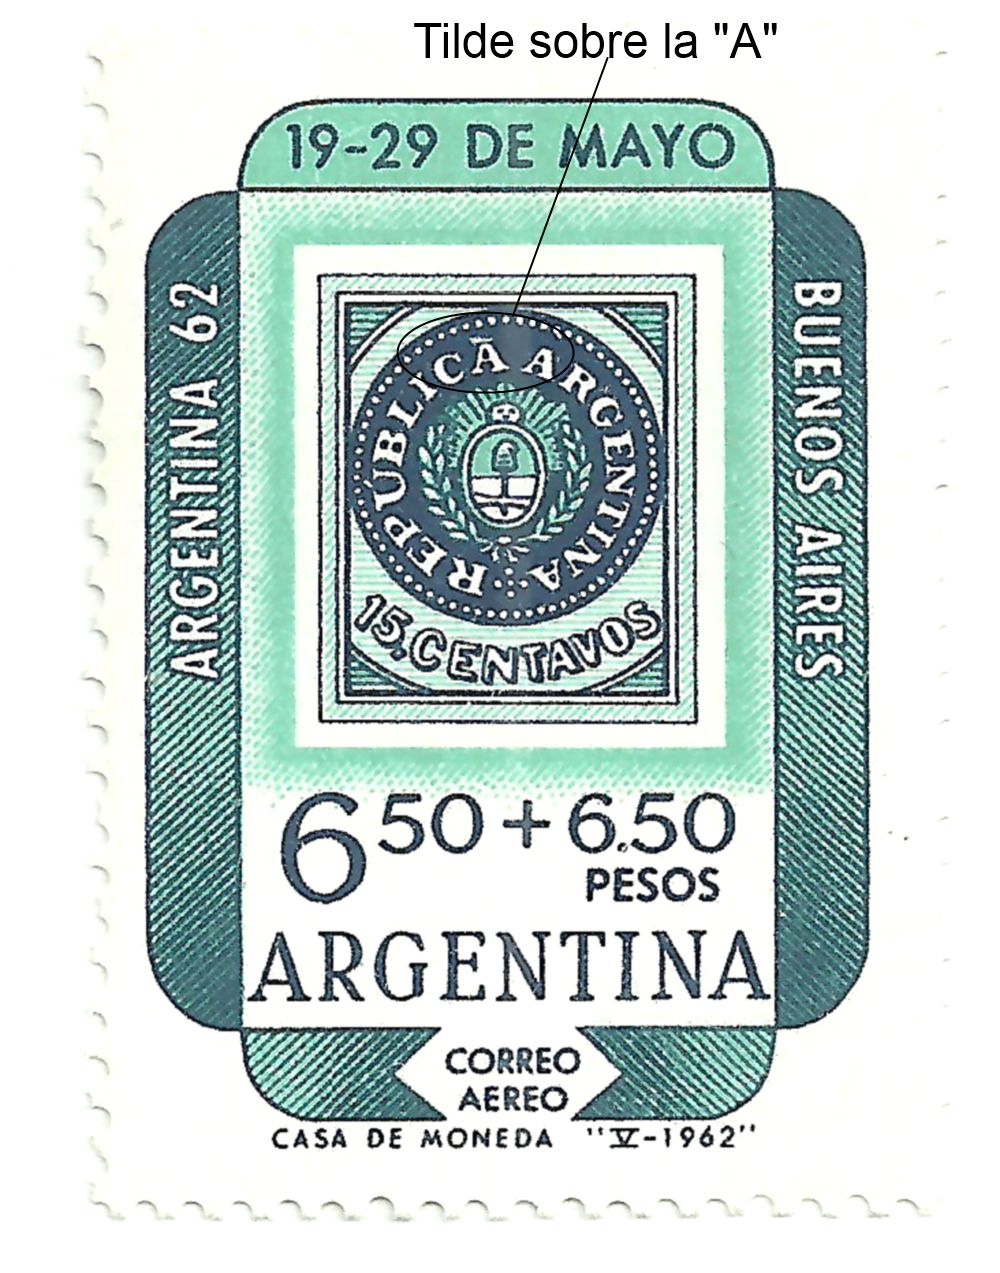 Tilde sobre la "A"
19-29 DE MAYO
ARGENTINA 62
BUENOS AIRES
REPÚBLICÃ ARGENTINA
15, CENTAVOS
6 50 + 6.50
PESOS
ARGENTINA
CORREO
AEREO
CASA DE MONEDA "V-1962"